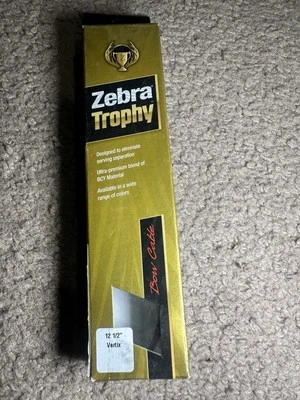 Zebra
Trophy
Designed to eliminate
serving separation
Ultra-premium blend of
BCY Material
Available in a wide
range of colors
Bow Cable
12 1/2"
Vertix